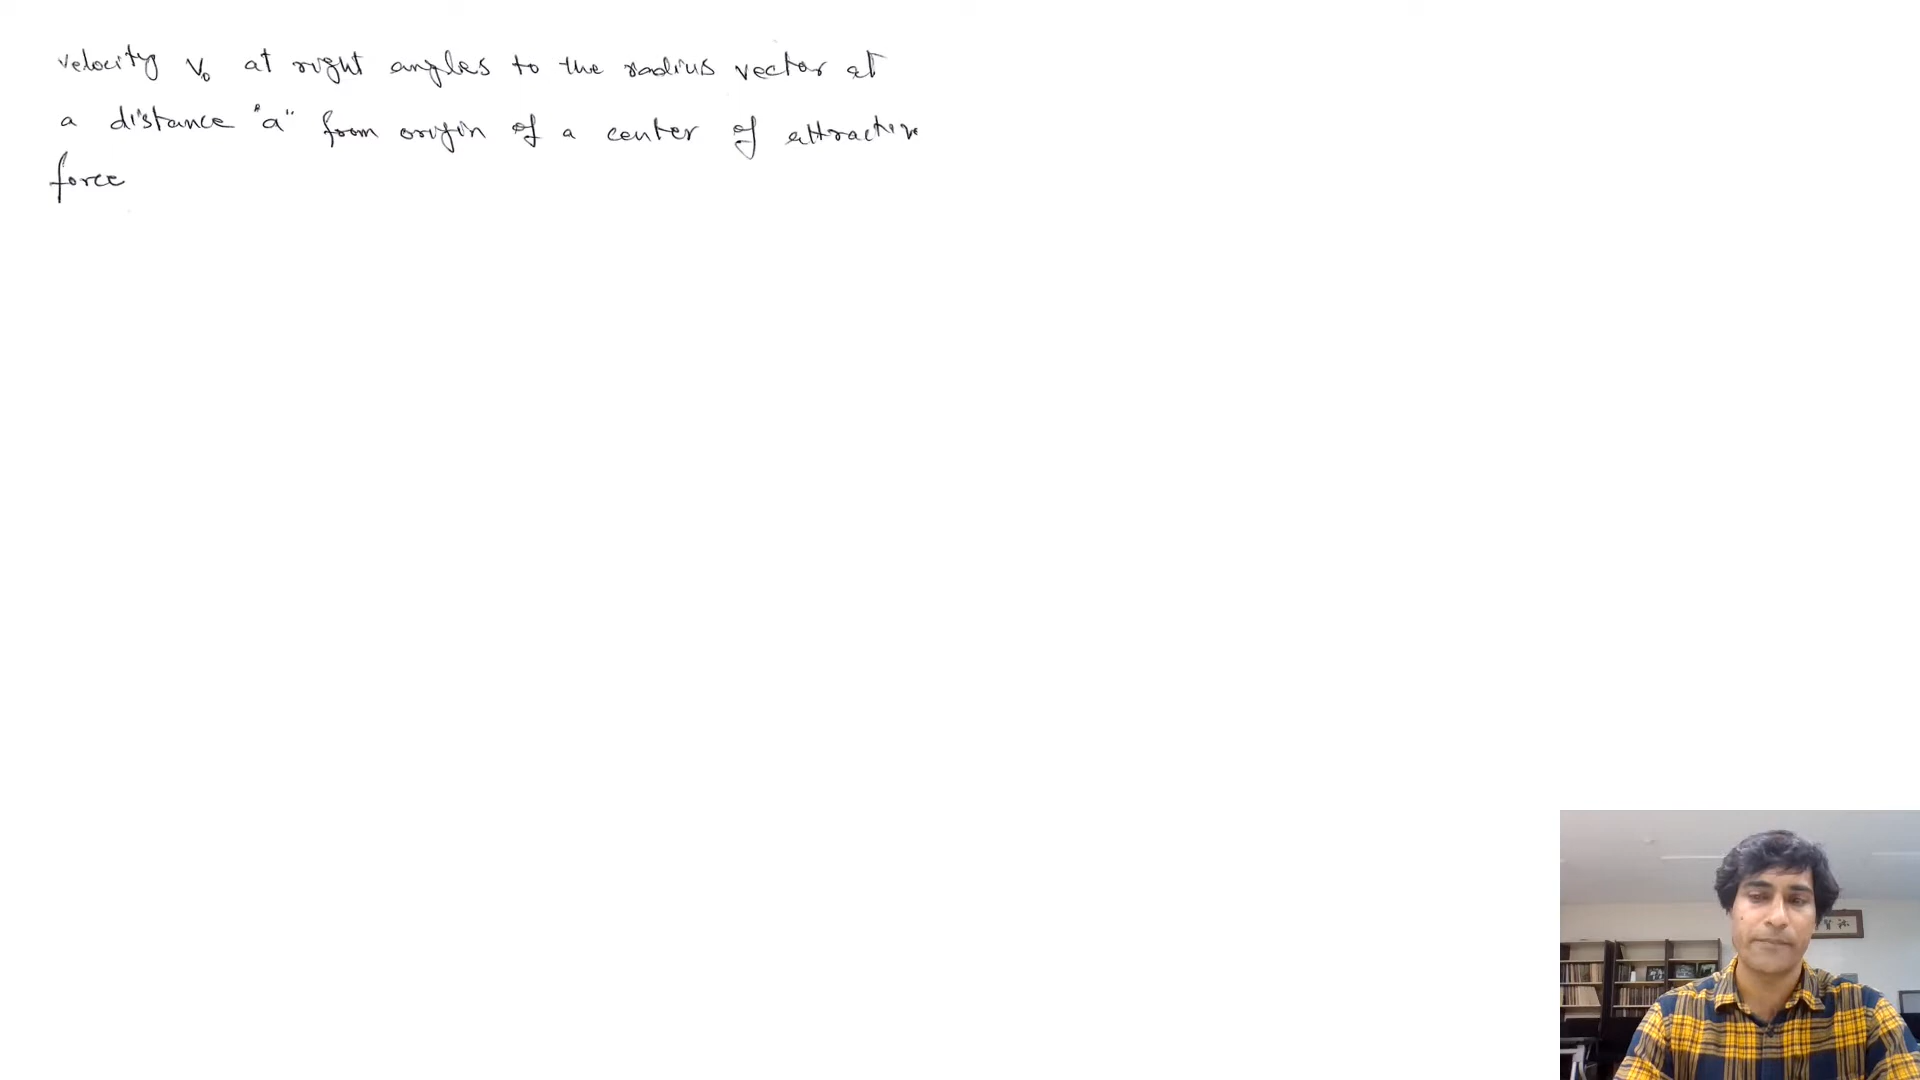 velocity v₀ at right angles to the radius vector at
a distance "a" from origin of a center of attractive
force